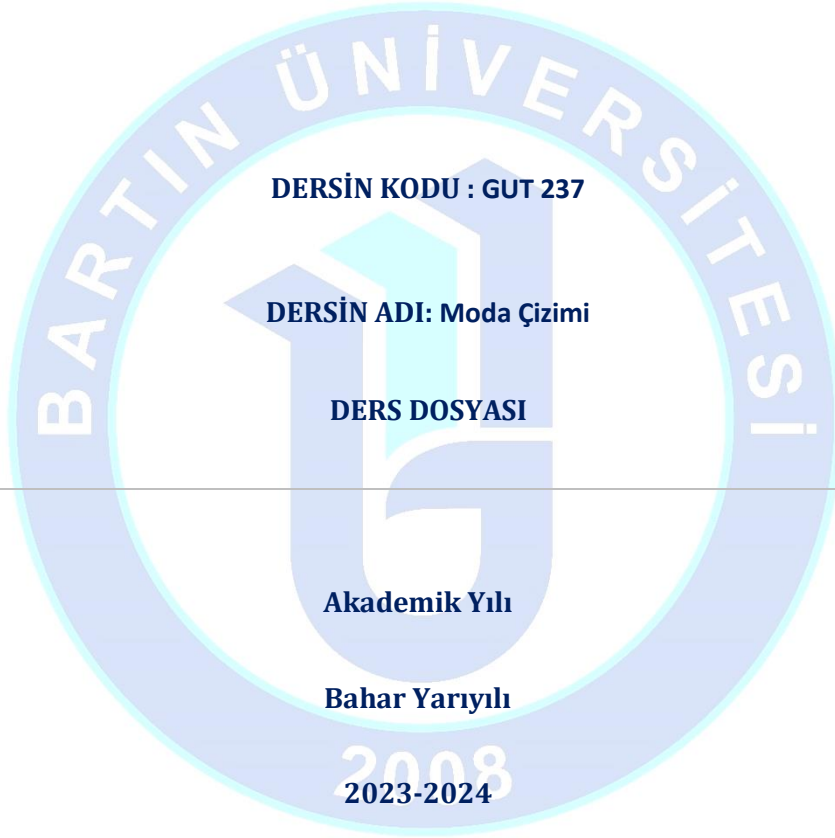 BARTIN ÜNİVERSİTESİ
DERSİN KODU : GUT 237
DERSİN ADI: Moda Çizimi
DERS DOSYASI
Akademik Yılı
Bahar Yarıyılı
2008
2023-2024